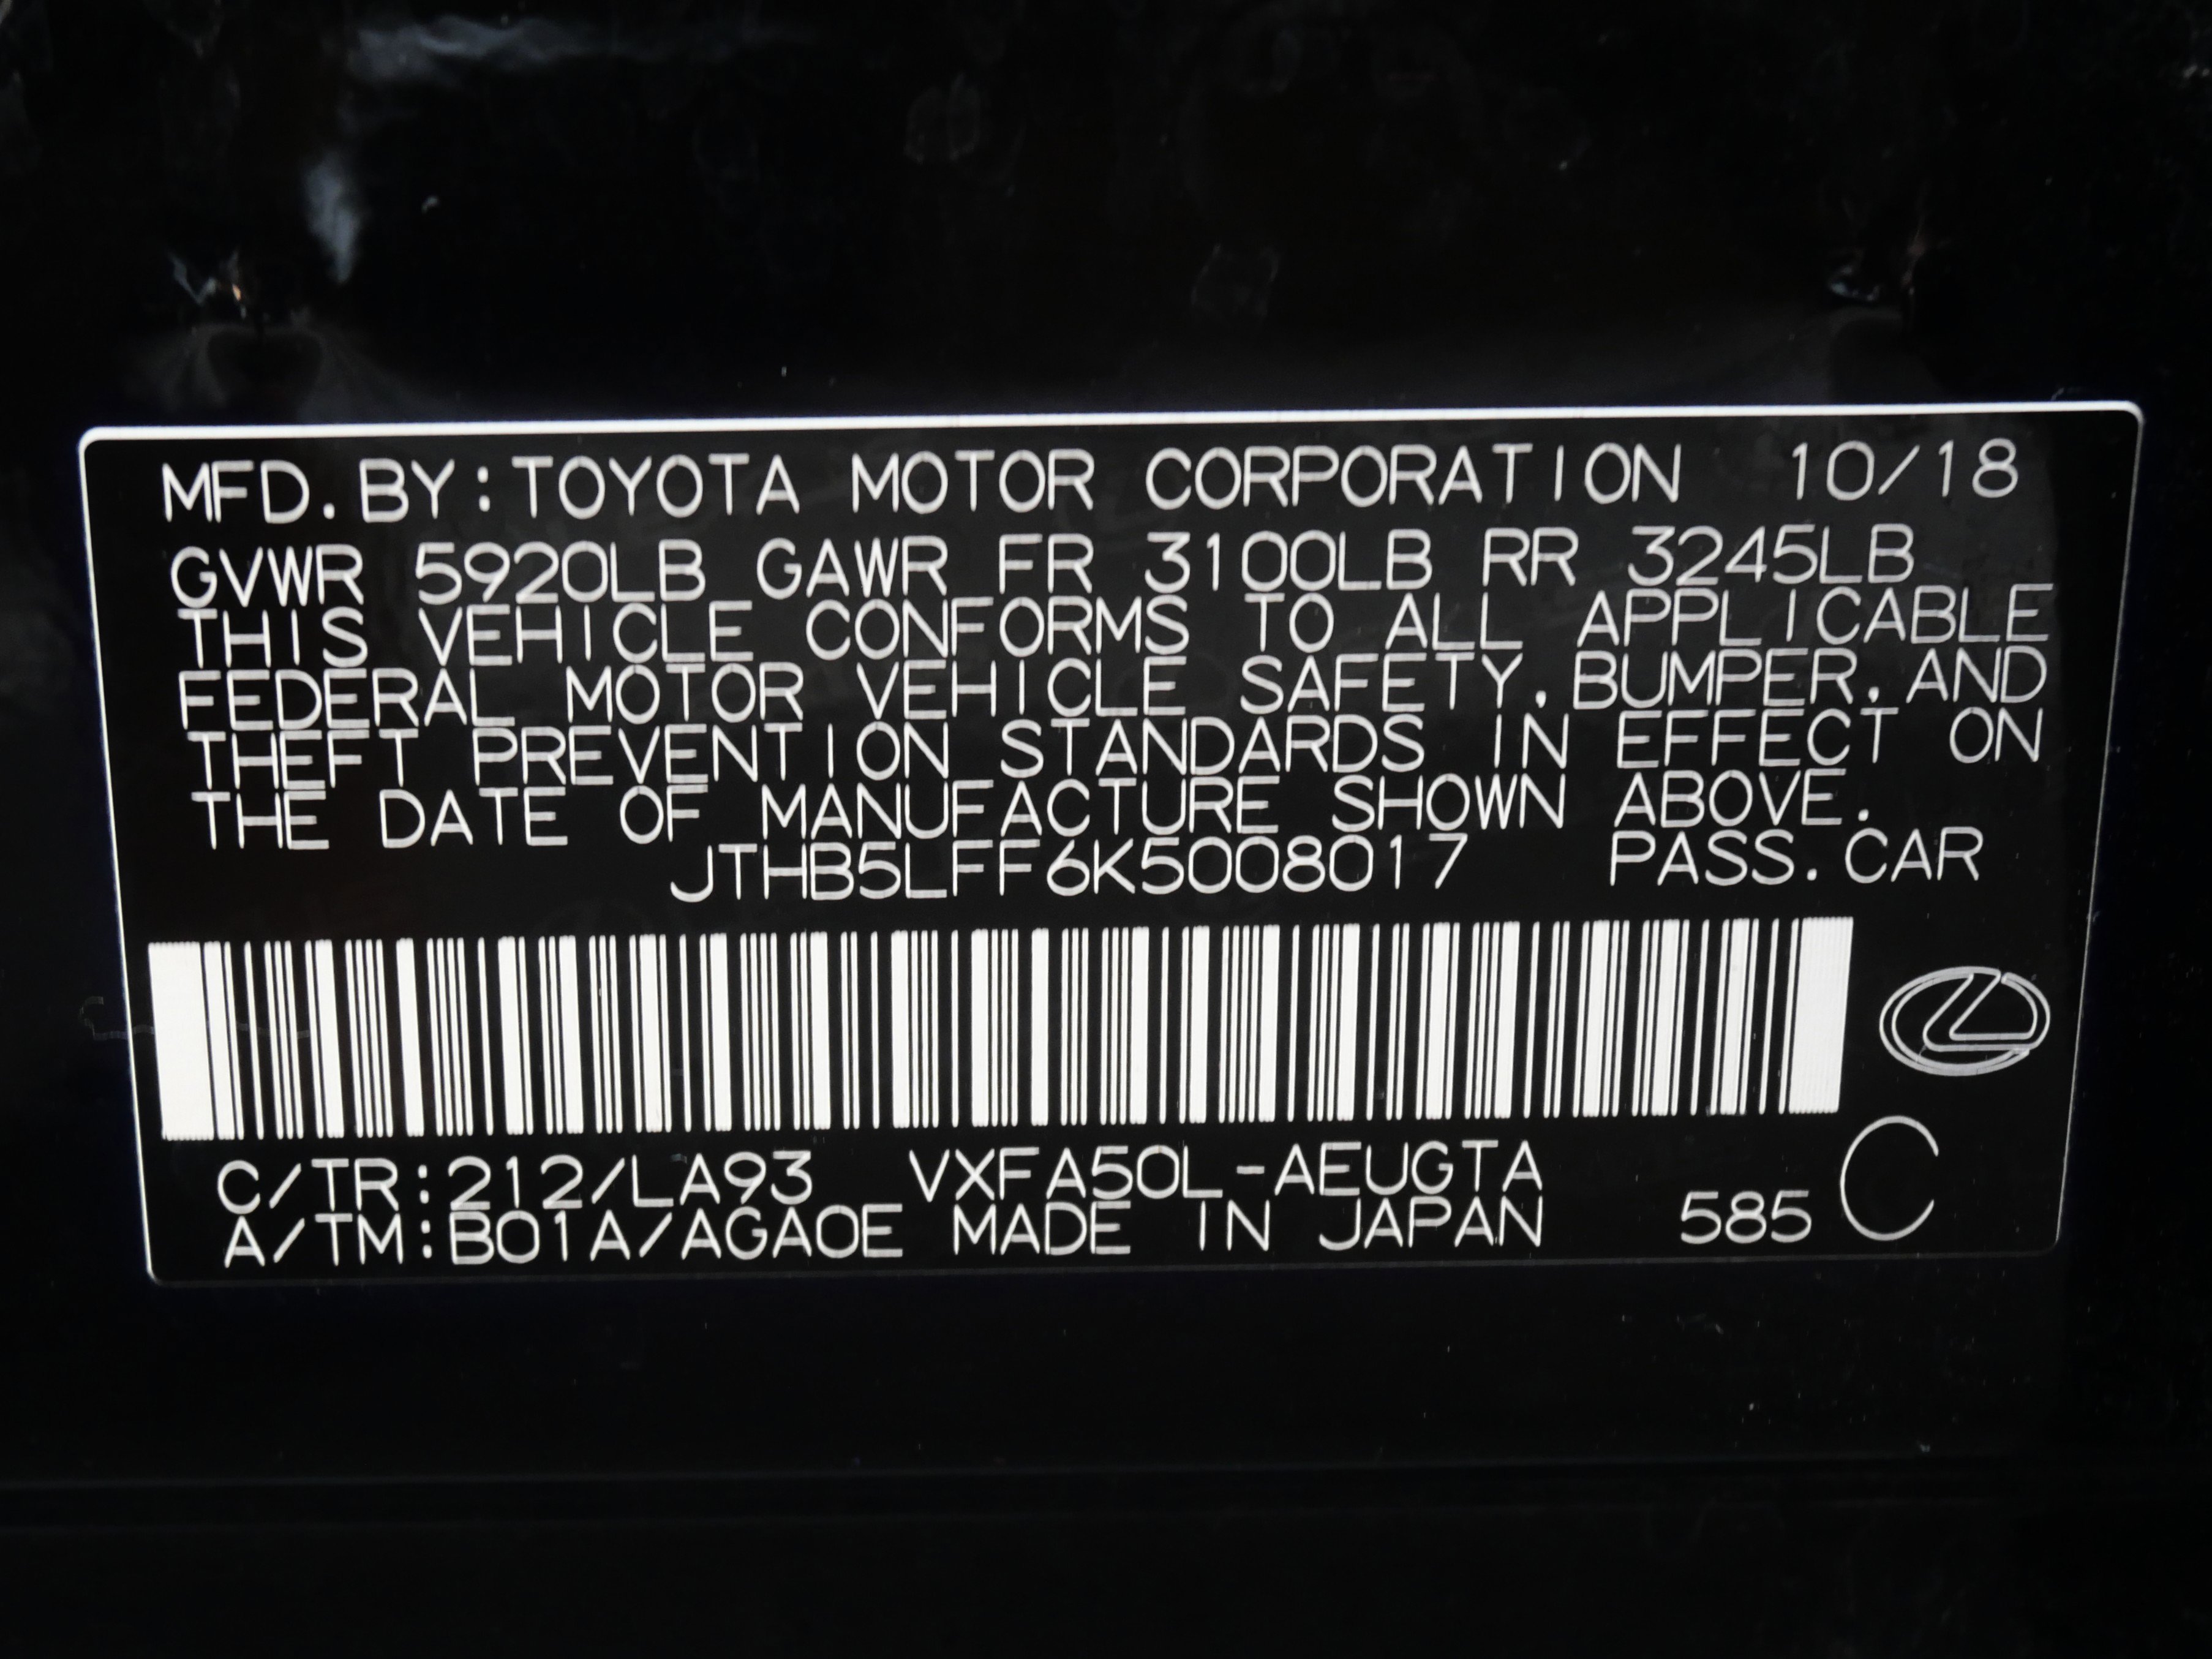 MFD. BY: TOYOTA MOTOR CORPORATION 10/18
GVWR 5920LB GAWR FR 3100LB RR 3245LB
THIS VEHICLE CONFORMS TO ALL APPLICABLE
FEDERAL MOTOR VEHICLE SAFETY, BUMPER, AND
THEFT PREVENTION STANDARDS IN EFFECT ON
THE DATE OF MANUFACTURE SHOWN ABOVE.
JTHB5LFF6K5008017 PASS. CAR
C/TR: 212/LA93 VXFA50L-AEUGTA
A/TM: B01A/AGA0E MADE IN JAPAN 585 C